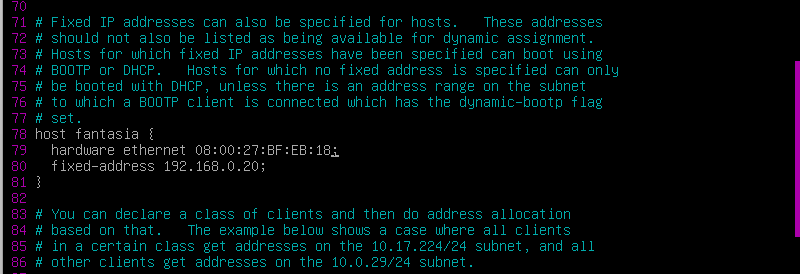 70
71 # Fixed IP addresses can also be specified for hosts.   These addresses
72 # should not also be listed as being available for dynamic assignment.
73 # Hosts for which fixed IP addresses have been specified can boot using
74 # BOOTP or DHCP.   Hosts for which no fixed address is specified can only
75 # be booted with DHCP, unless there is an address range on the subnet
76 # to which a BOOTP client is connected which has the dynamic-bootp flag
77 # set.
78 host fantasia {
79   hardware ethernet 08:00:27:BF:EB:18;
80   fixed-address 192.168.0.20;
81 }
82
83 # You can declare a class of clients and then do address allocation
84 # based on that.   The example below shows a case where all clients
85 # in a certain class get addresses on the 10.17.224/24 subnet, and all
86 # other clients get addresses on the 10.0.29/24 subnet.